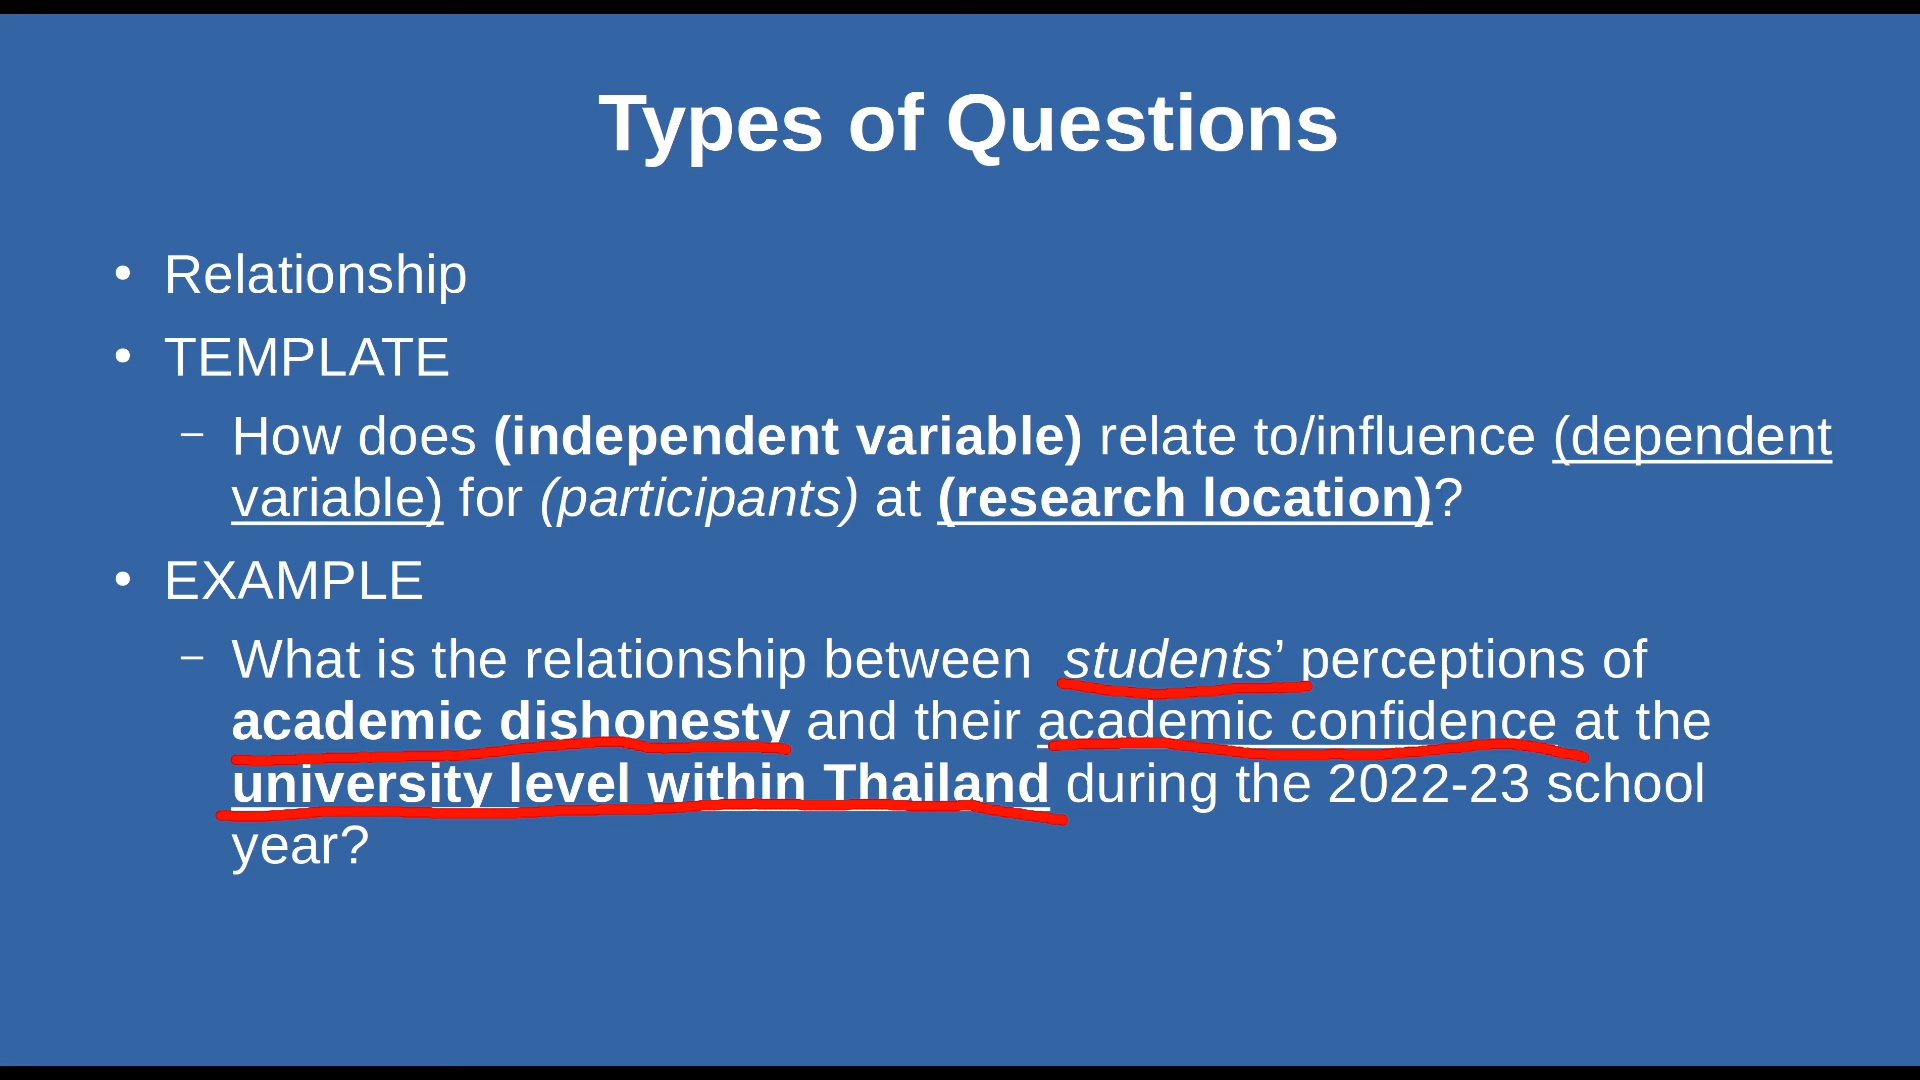 Types of Questions
• Relationship
• TEMPLATE
– How does (independent variable) relate to/influence (dependent
variable) for (participants) at (research location)?
• EXAMPLE
– What is the relationship between students’ perceptions of
academic dishonesty and their academic confidence at the
university level within Thailand during the 2022-23 school
year?